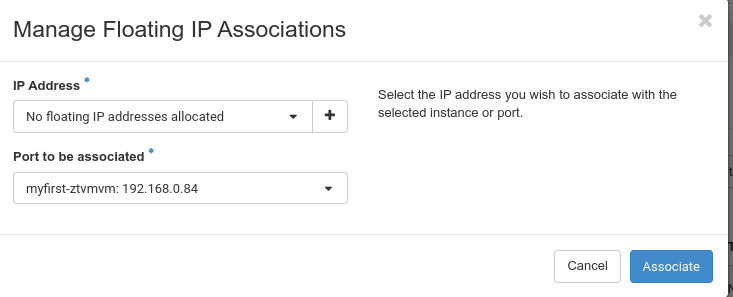 Manage Floating IP Associations
IP Address *
No floating IP addresses allocated
Select the IP address you wish to associate with the
selected instance or port.
Port to be associated *
myfirst-ztvmvm: 192.168.0.84
Cancel
Associate